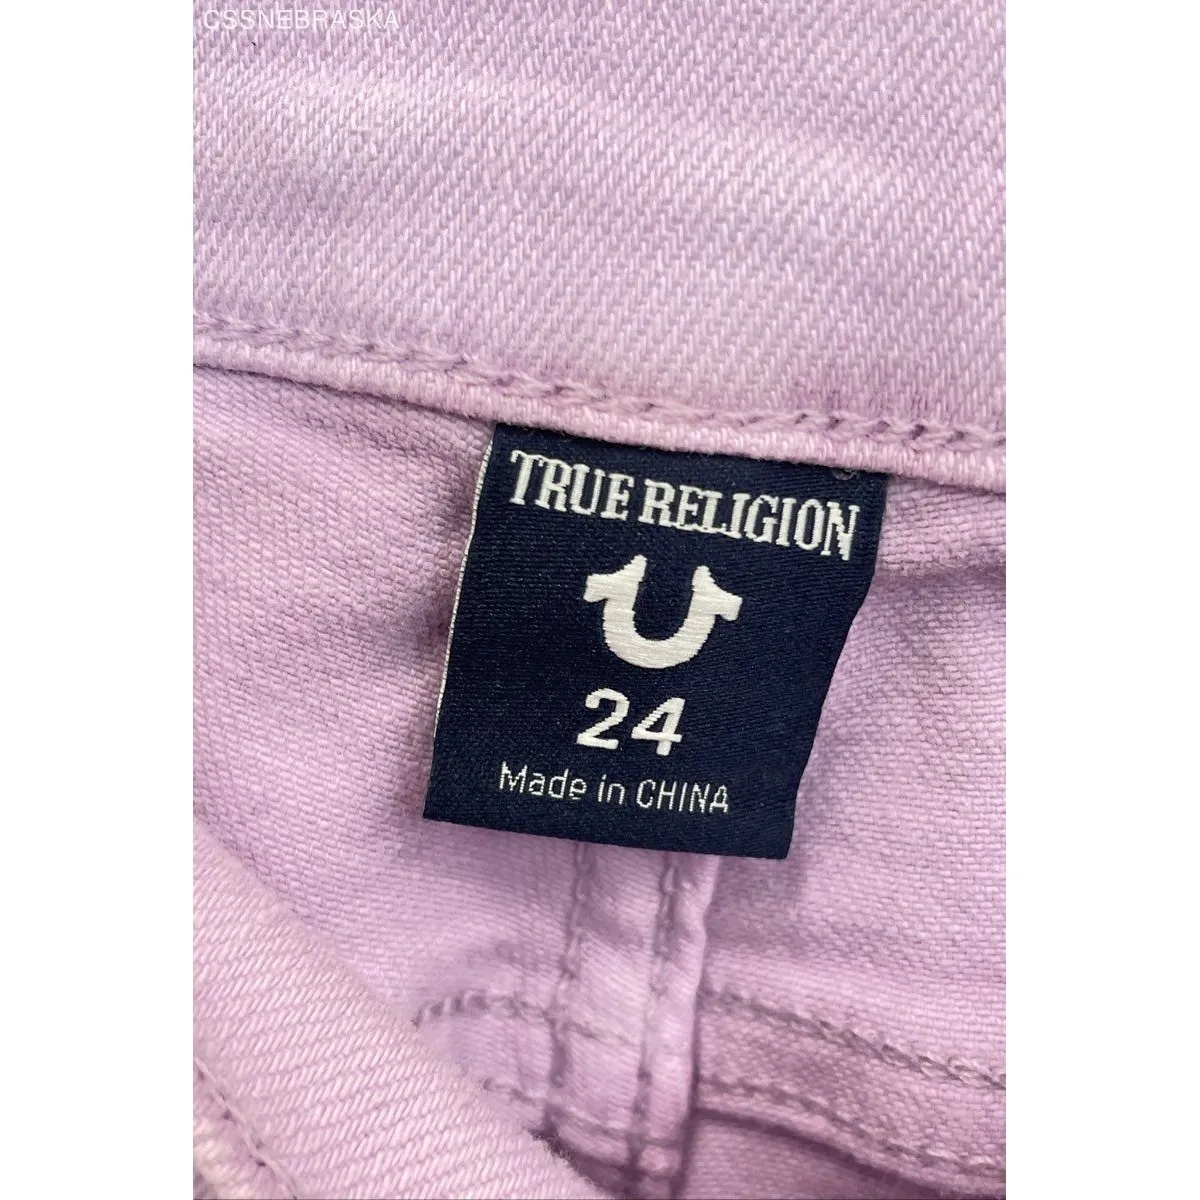 CSSNEBRASKA
TRUE RELIGION
24
Made in CHINA